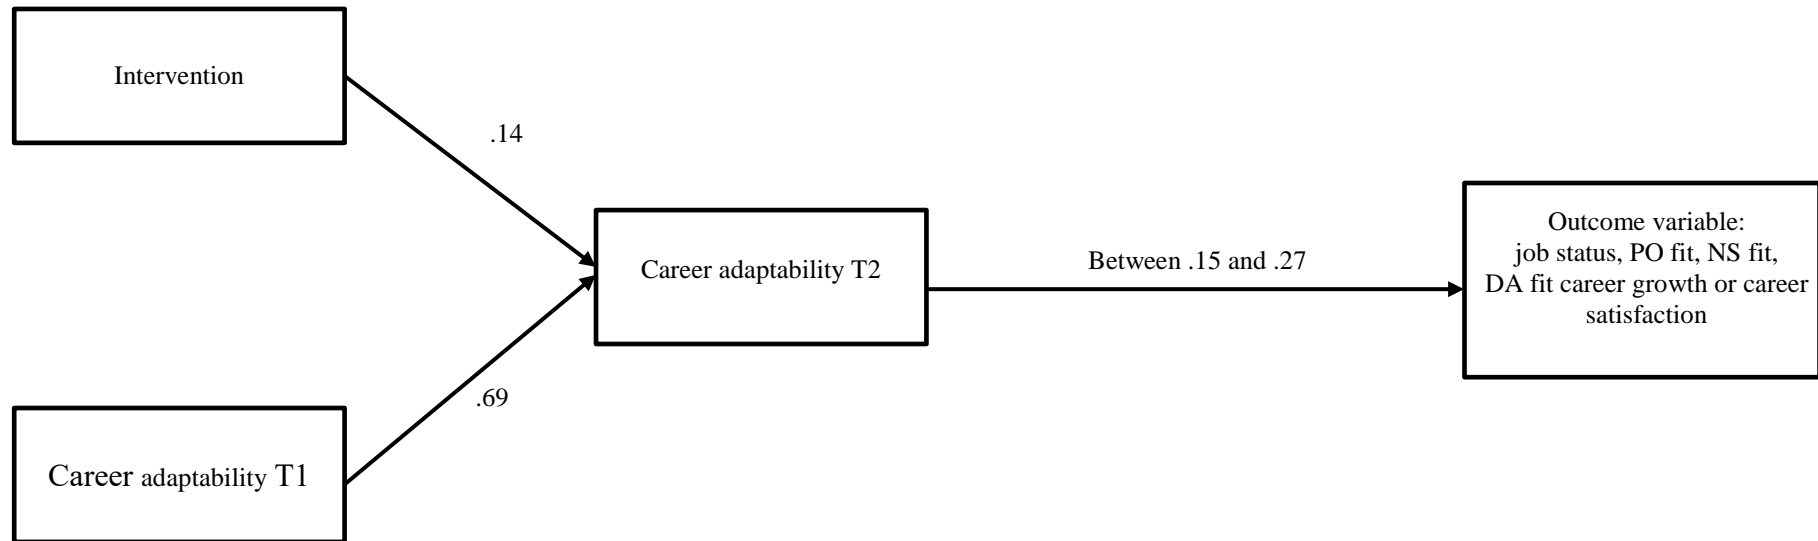 Intervention
.14
Career adaptability T2
Between .15 and .27
Outcome variable:
job status, PO fit, NS fit,
DA fit career growth or career
satisfaction
.69
Career adaptability T1